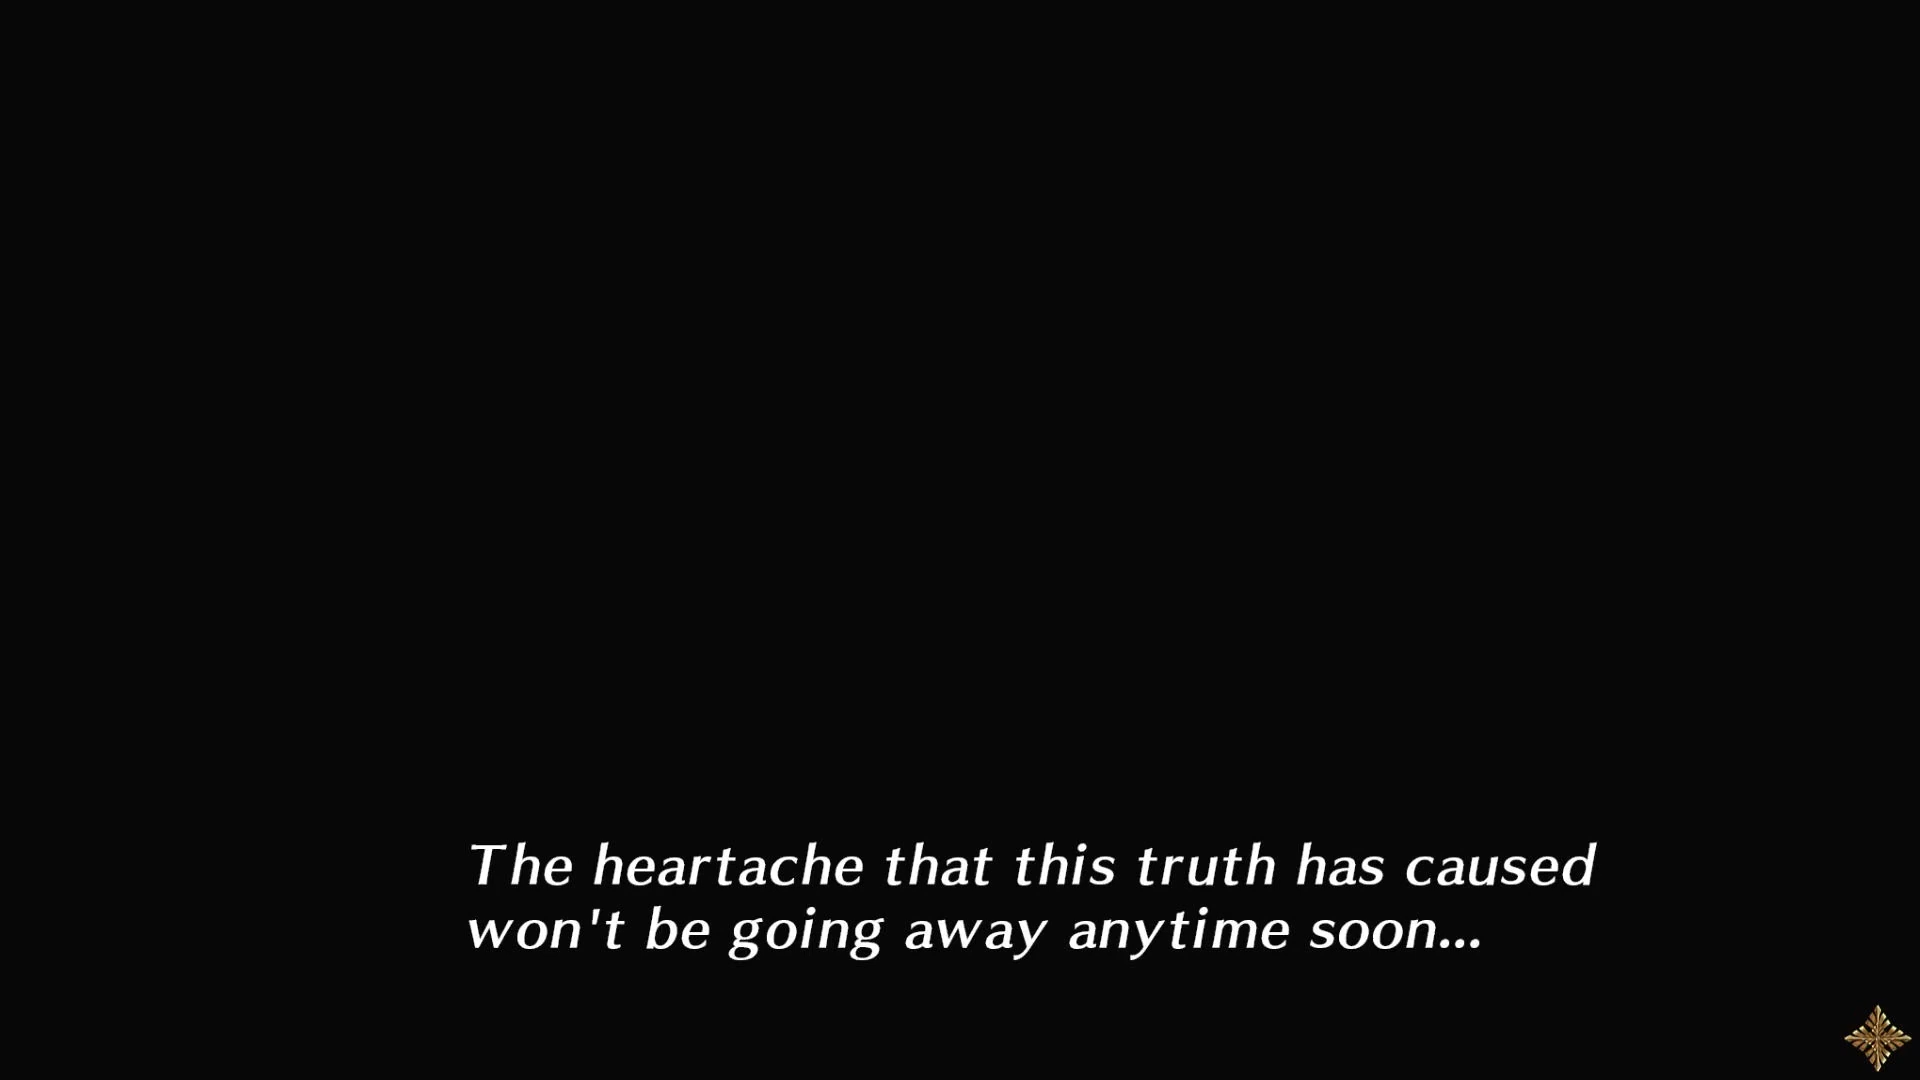 The heartache that this truth has caused
won't be going away anytime soon...